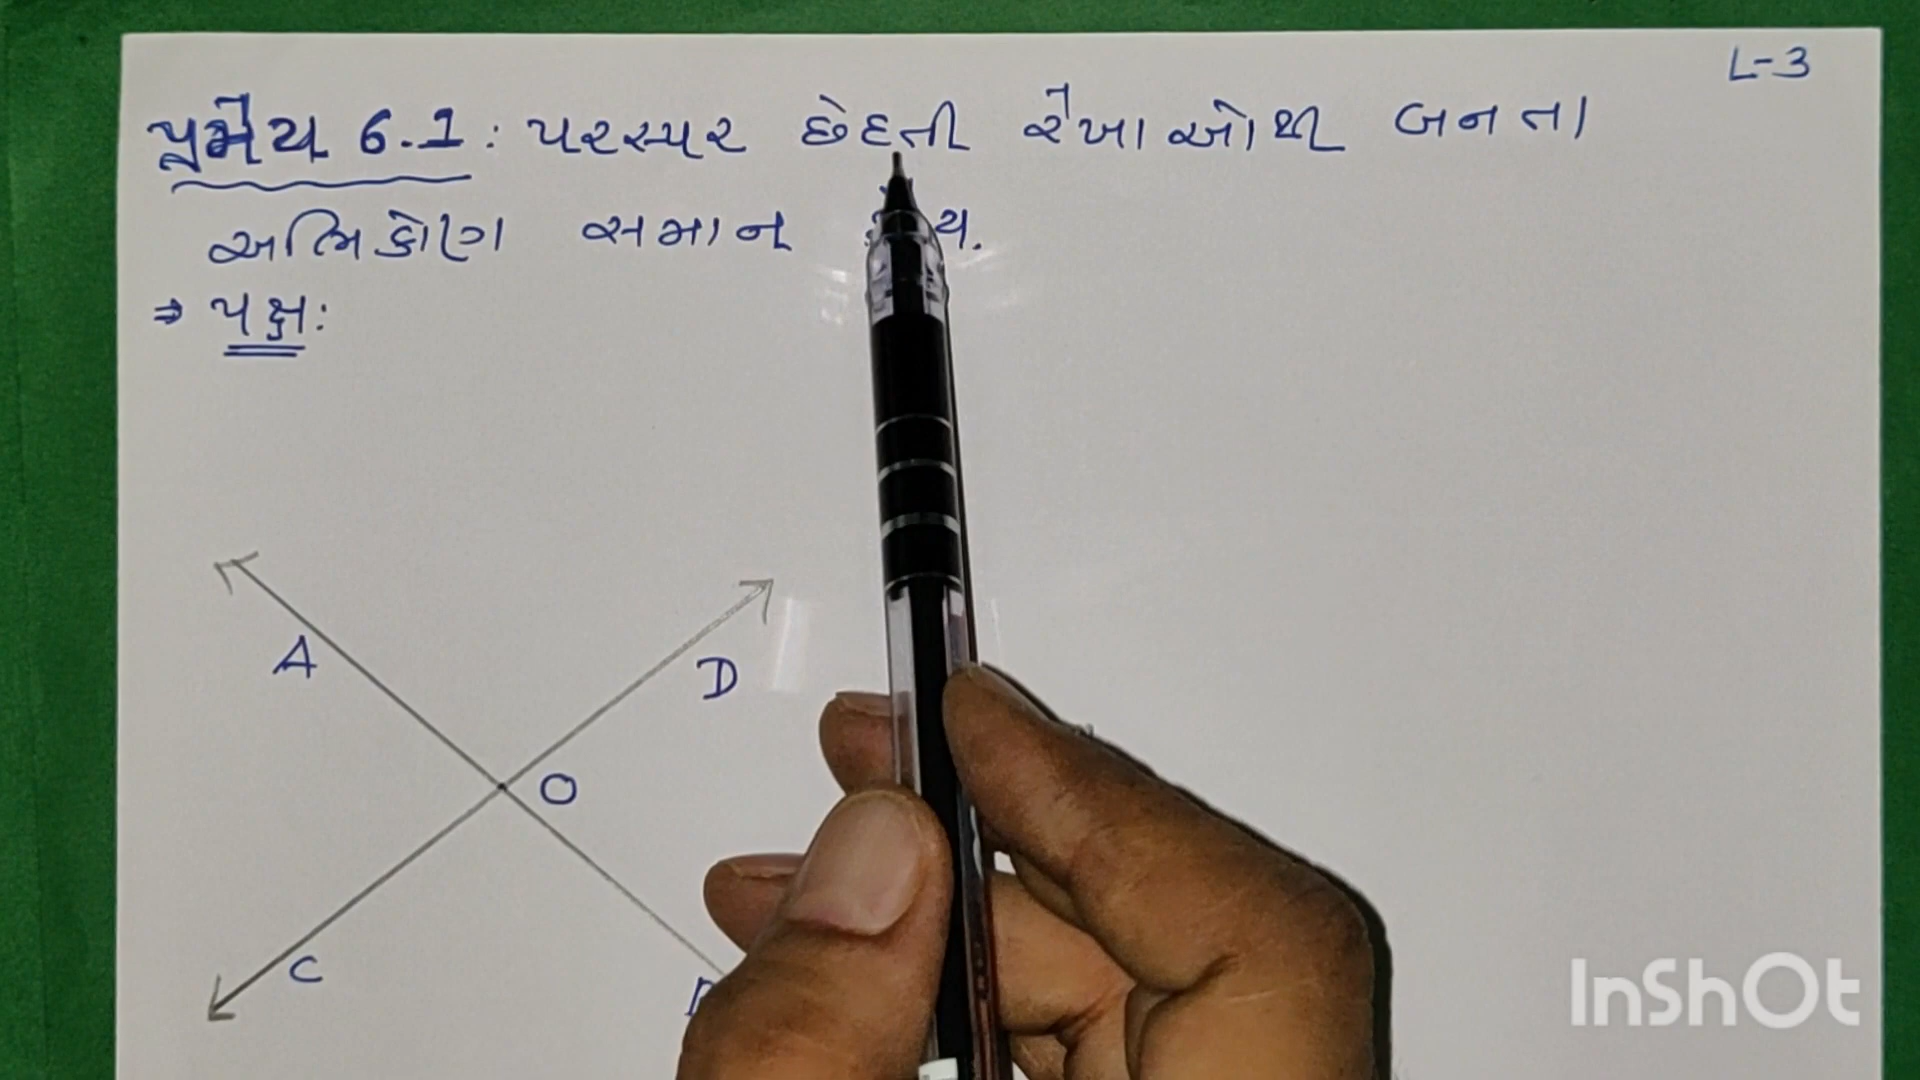 L-3
પ્રમેય 6.1: પરસ્પર છેદતી રેખાઓથી બનતા
અભિકોણ સમાન
⇒ પક્ષ:
A
D
O
C
InShOt